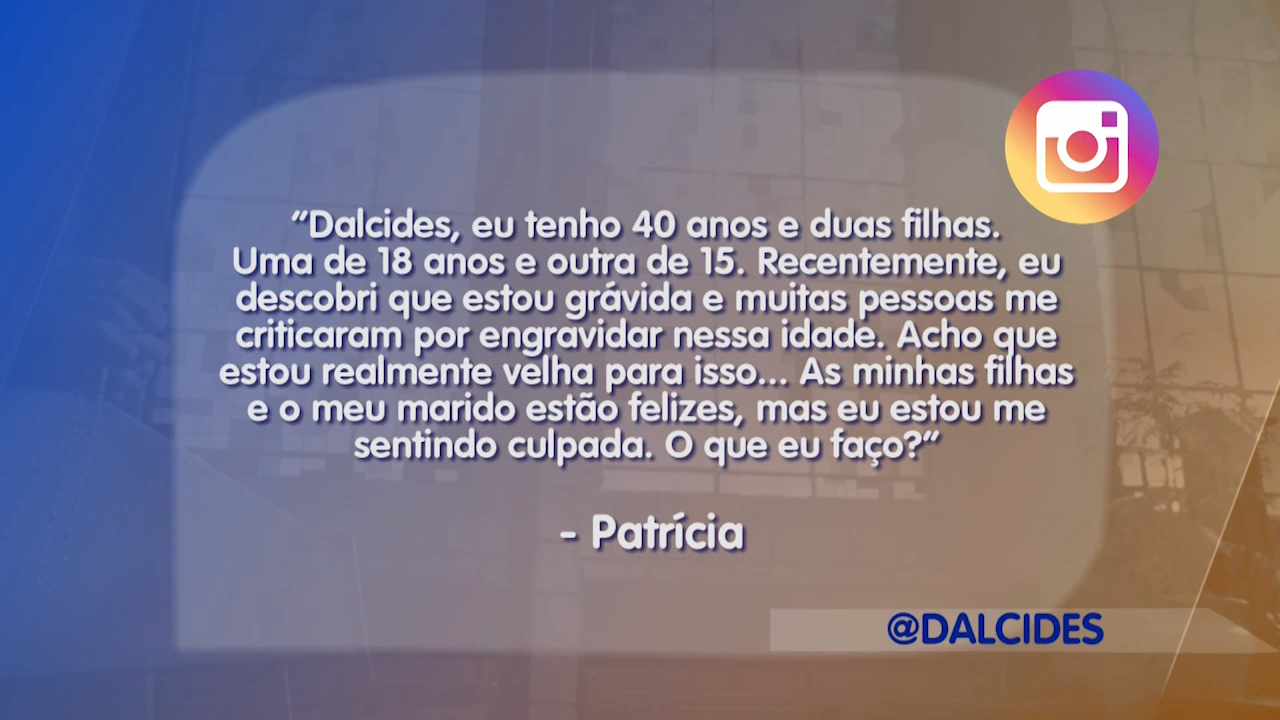 “Dalcides, eu tenho 40 anos e duas filhas.
Uma de 18 anos e outra de 15. Recentemente, eu
descobri que estou grávida e muitas pessoas me
criticaram por engravidar nessa idade. Acho que
estou realmente velha para isso... As minhas filhas
e o meu marido estão felizes, mas eu estou me
sentindo culpada. O que eu faço?”
- Patrícia
@DALCIDES